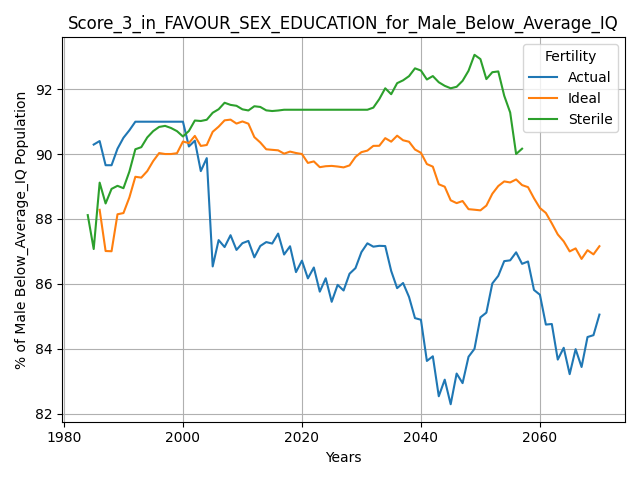 Score_3_in_FAVOUR_SEX_EDUCATION_for_Male_Below_Average_IQ
% of Male Below_Average_IQ Population
92
90
88
86
84
82
1980
2000
2020
2040
2060
Years
Fertility
Actual
Ideal
Sterile